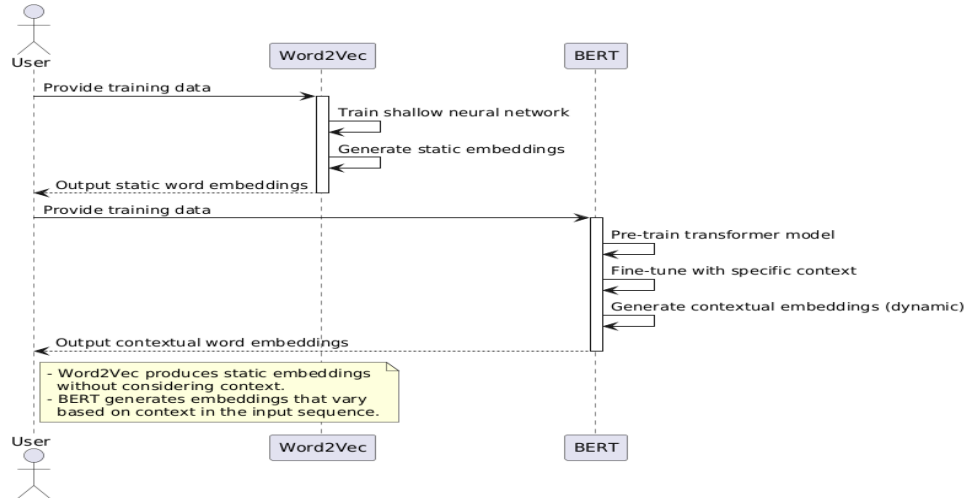 User
Word2Vec
BERT
Provide training data
Train shallow neural network
Generate static embeddings
Output static word embeddings
Provide training data
Pre-train transformer model
Fine-tune with specific context
Generate contextual embeddings (dynamic)
Output contextual word embeddings
- Word2Vec produces static embeddings
without considering context.
- BERT generates embeddings that vary
based on context in the input sequence.
User
Word2Vec
BERT